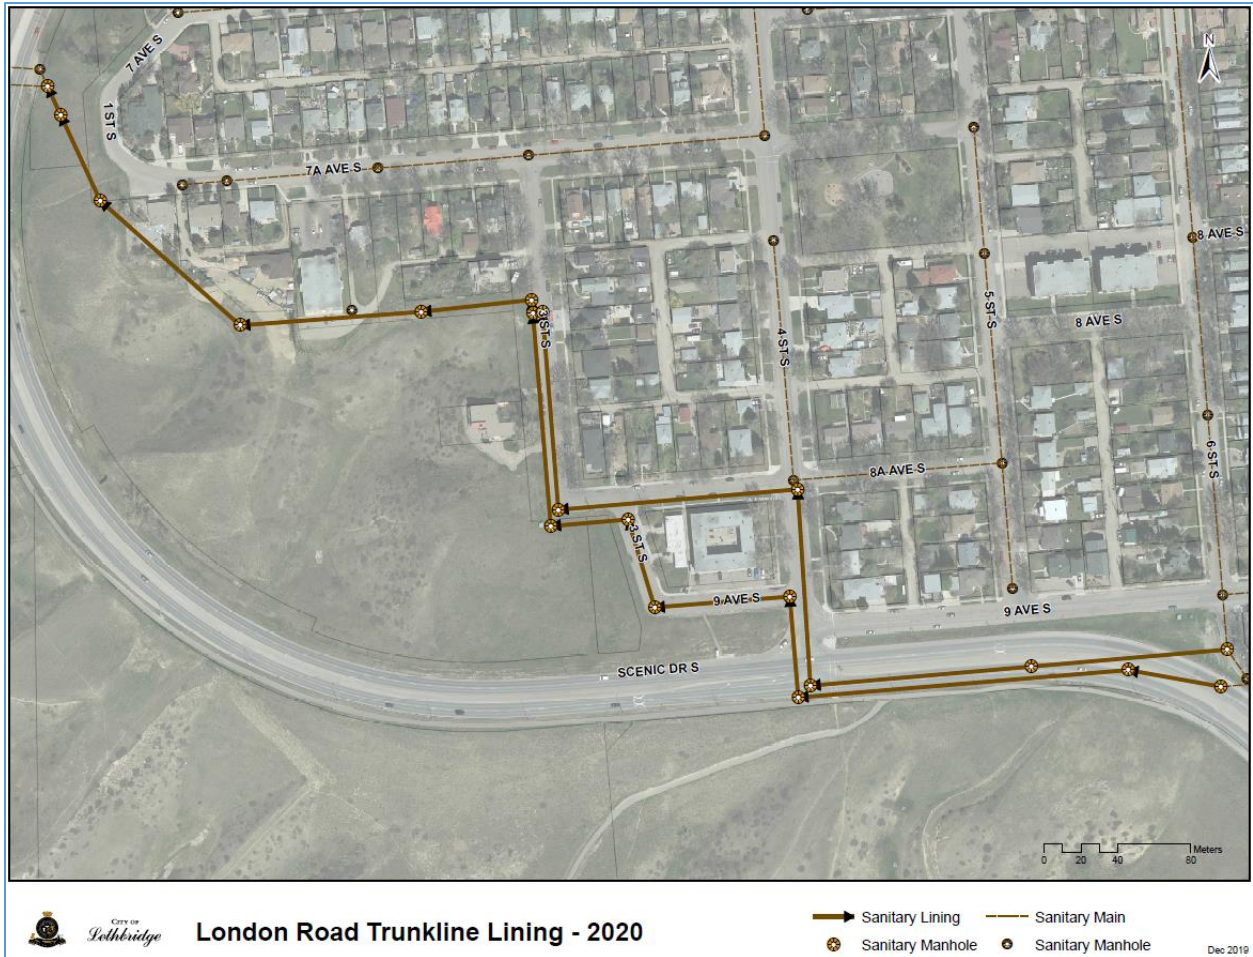 N
7 AVE S
1ST S
7A AVE S
8 AVE S
3 ST S
5 ST S
8 AVE S
4 ST S
6 ST S
8A AVE S
3 ST S
9 AVE S
9 AVE S
SCENIC DR S
Meters
0 20 40 80
CITY OF
Lethbridge
London Road Trunkline Lining - 2020
Sanitary Lining
Sanitary Main
Sanitary Manhole
Sanitary Manhole
Dec 2019